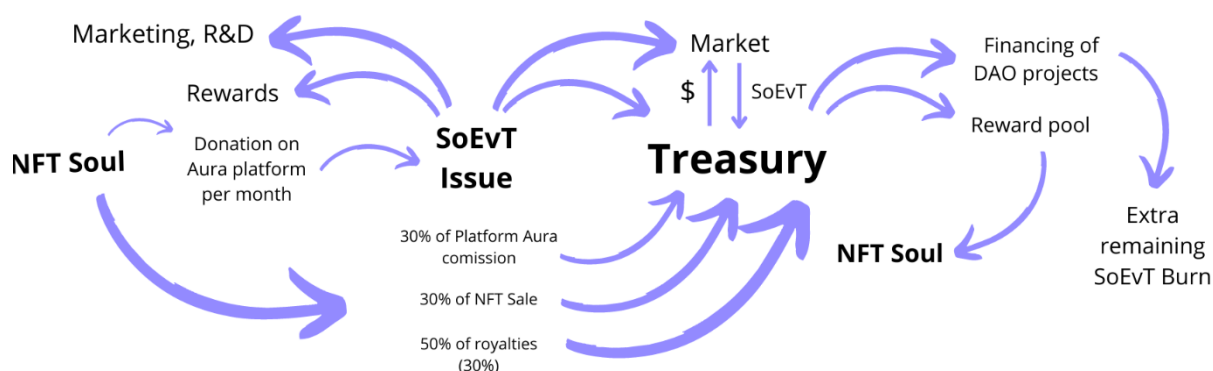 Marketing, R&D
Rewards
NFT Soul
Donation on
Aura platform
per month
SoEvT
Issue
30% of Platform Aura
comission
30% of NFT Sale
50% of royalties
(30%)
Market
$
SoEvT
Treasury
Financing of
DAO projects
Reward pool
NFT Soul
Extra
remaining
SoEvT Burn